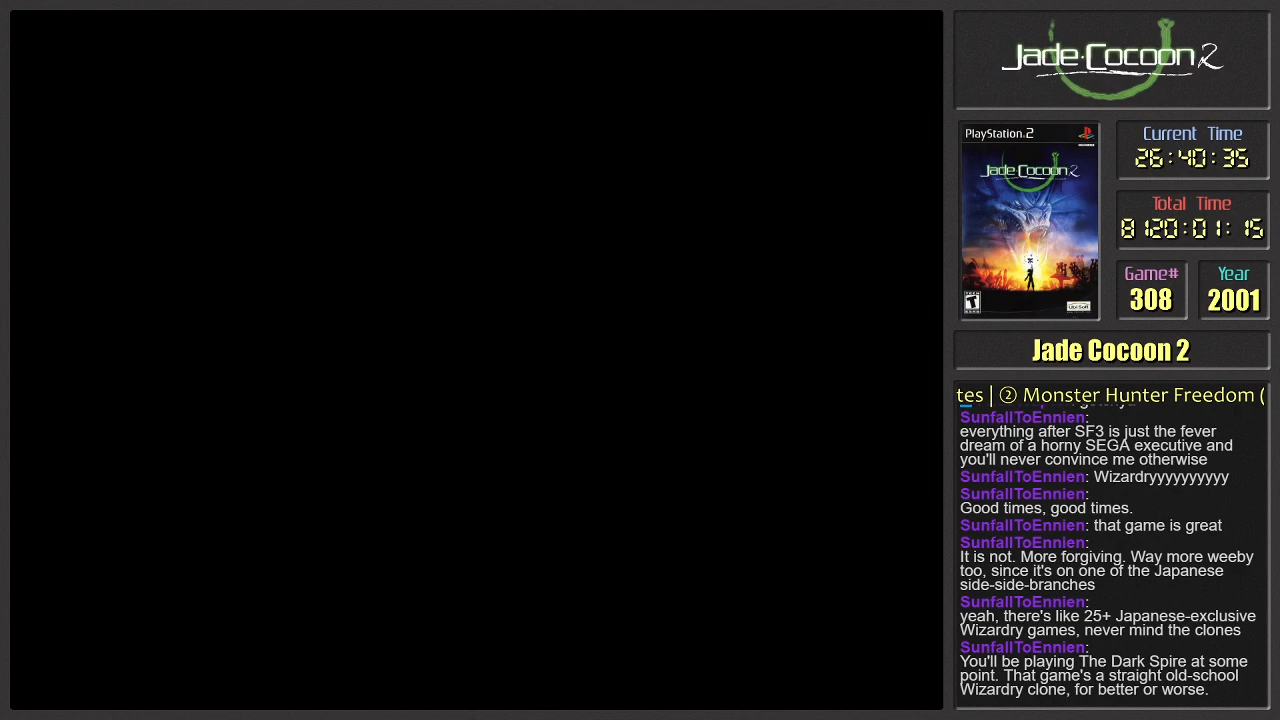 Jade·Cocoon 2
PlayStation.2
Jade·Cocoon 2
TEEN
Ubi Soft
Current Time
26:40:35
Total Time
8120:01:15
Game#
308
Year
2001
Jade Cocoon 2
tes | ② Monster Hunter Freedom (
SunfallToEnnien:
everything after SF3 is just the fever
dream of a horny SEGA executive and
you'll never convince me otherwise
SunfallToEnnien: Wizardryyyyyyyyyy
SunfallToEnnien:
Good times, good times.
SunfallToEnnien: that game is great
SunfallToEnnien:
It is not. More forgiving. Way more weeby
too, since it's on one of the Japanese
side-side-branches
SunfallToEnnien:
yeah, there's like 25+ Japanese-exclusive
Wizardry games, never mind the clones
SunfallToEnnien:
You'll be playing The Dark Spire at some
point. That game's a straight old-school
Wizardry clone, for better or worse.